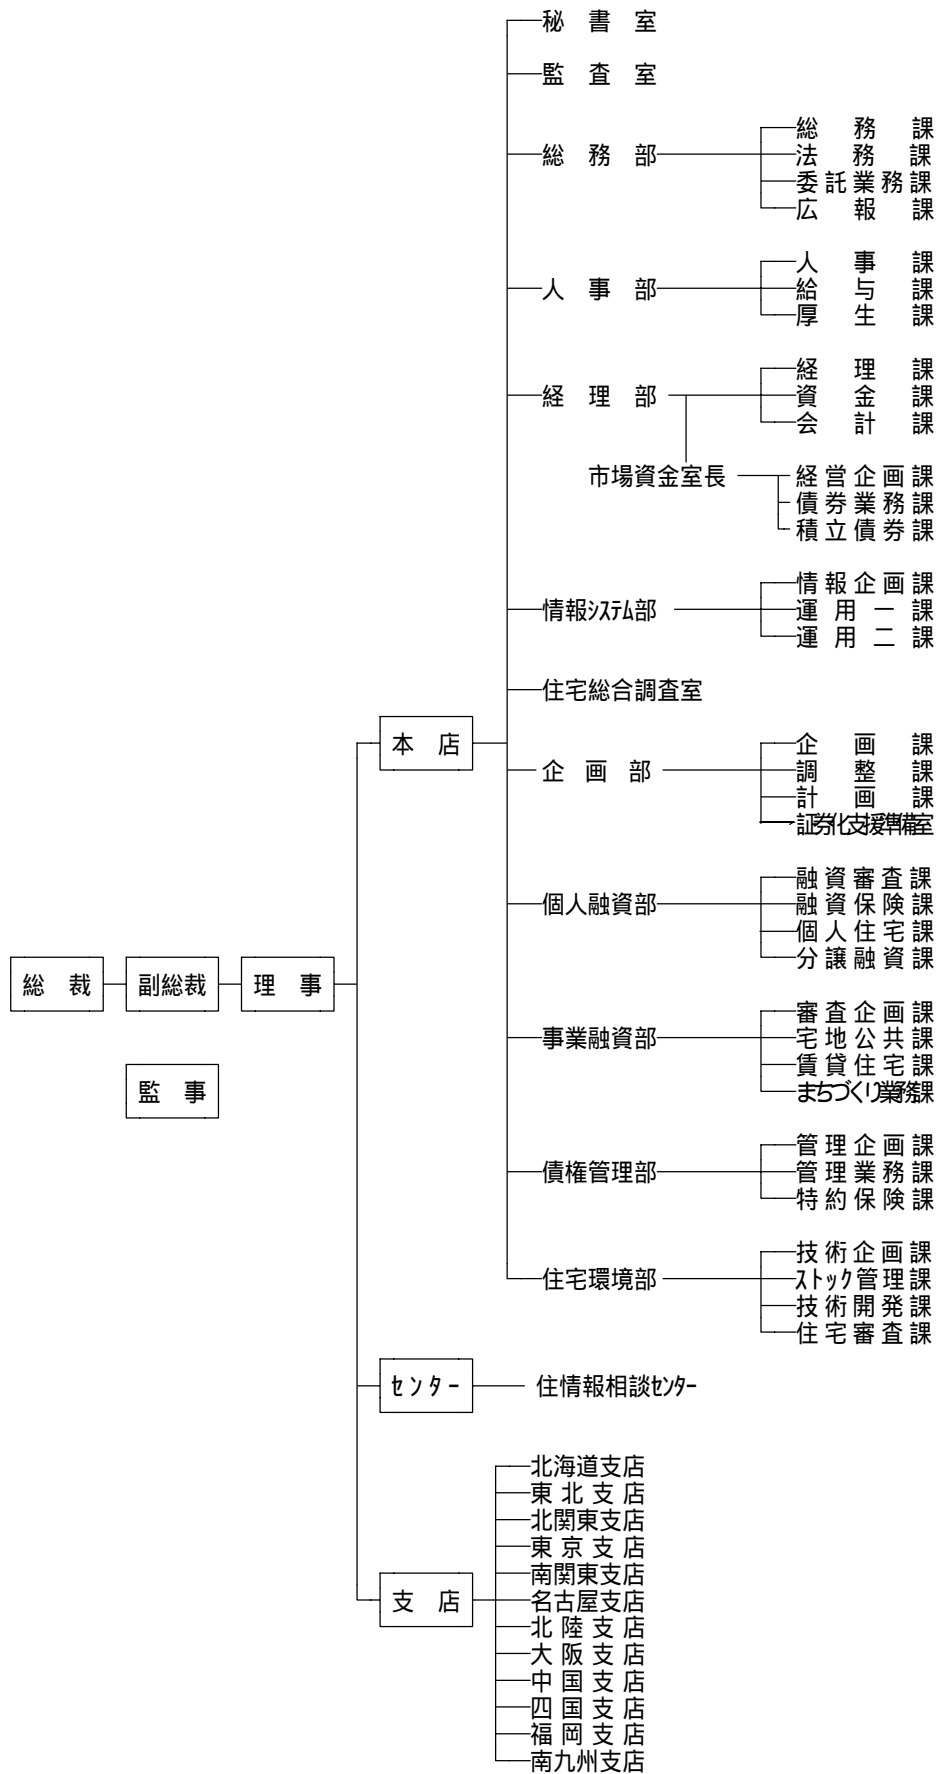 秘書室
監査室
総務部
総務課
法務課
委託業務課
広報課
人事部
人事課
給与課
厚生課
経理部
経理課
資金課
会計課
市場資金室長
経営企画課
債券業務課
積立債券課
情報ｼｽﾃﾑ部
情報企画課
運用一課
運用二課
住宅総合調査室
本店
企画部
企画課
調整課
計画課
証券化支援準備室
個人融資部
融資審査課
融資保険課
個人住宅課
分譲融資課
総裁
副総裁
理事
監事
事業融資部
審査企画課
宅地公共課
賃貸住宅課
まちづくり業務課
債権管理部
管理企画課
管理業務課
特約保険課
住宅環境部
技術企画課
ｽﾄｯｸ管理課
技術開発課
住宅審査課
ｾﾝﾀｰ
住情報相談ｾﾝﾀｰ
支店
北海道支店
東北支店
北関東支店
東京支店
南関東支店
名古屋支店
北陸支店
大阪支店
中国支店
四国支店
福岡支店
南九州支店